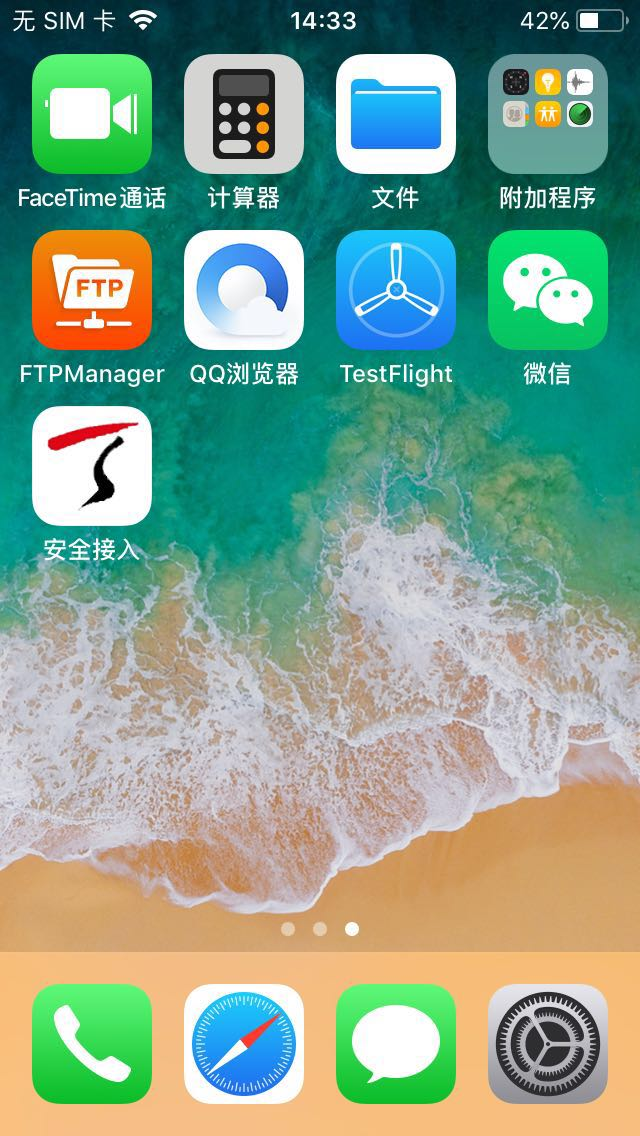 无 SIM 卡 14:33 42%
FaceTime通话 计算器 文件 附加程序
FTP
FTPManager QQ浏览器 TestFlight 微信
安全接入